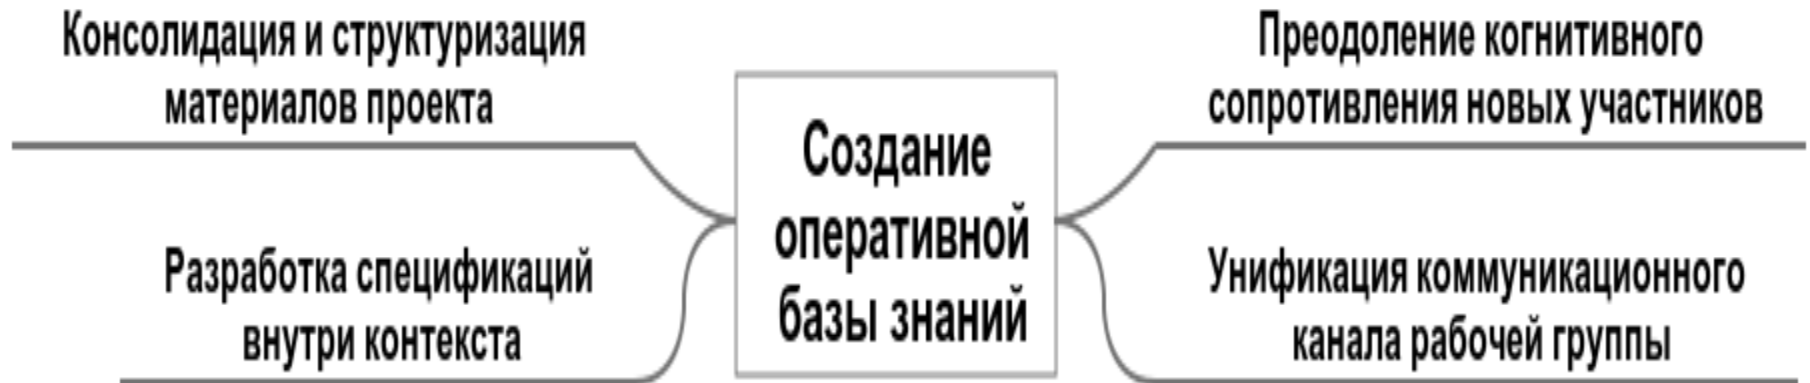 Консолидация и структуризация
материалов проекта
Разработка спецификаций
внутри контекста
Создание
оперативной
базы знаний
Преодоление когнитивного
сопротивления новых участников
Унификация коммуникационного
канала рабочей группы